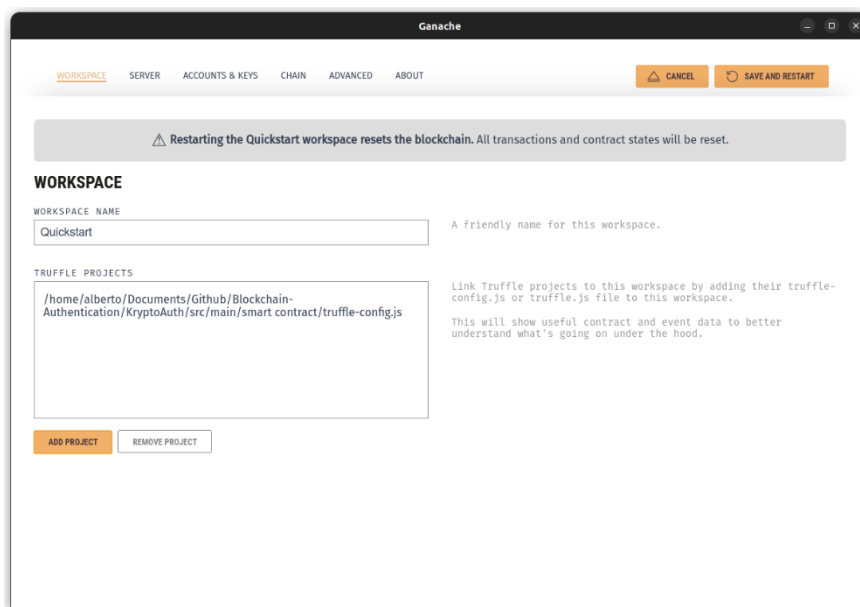 Ganache
WORKSPACE SERVER ACCOUNTS & KEYS CHAIN ADVANCED ABOUT CANCEL SAVE AND RESTART
Restarting the Quickstart workspace resets the blockchain. All transactions and contract states will be reset.
WORKSPACE
WORKSPACE NAME
Quickstart
A friendly name for this workspace.
TRUFFLE PROJECTS
/home/alberto/Documents/Github/Blockchain-
Authentication/KryptoAuth/src/main/smart contract/truffle-config.js
Link Truffle projects to this workspace by adding their truffle-
config.js or truffle.js file to this workspace.
This will show useful contract and event data to better
understand what's going on under the hood.
ADD PROJECT REMOVE PROJECT